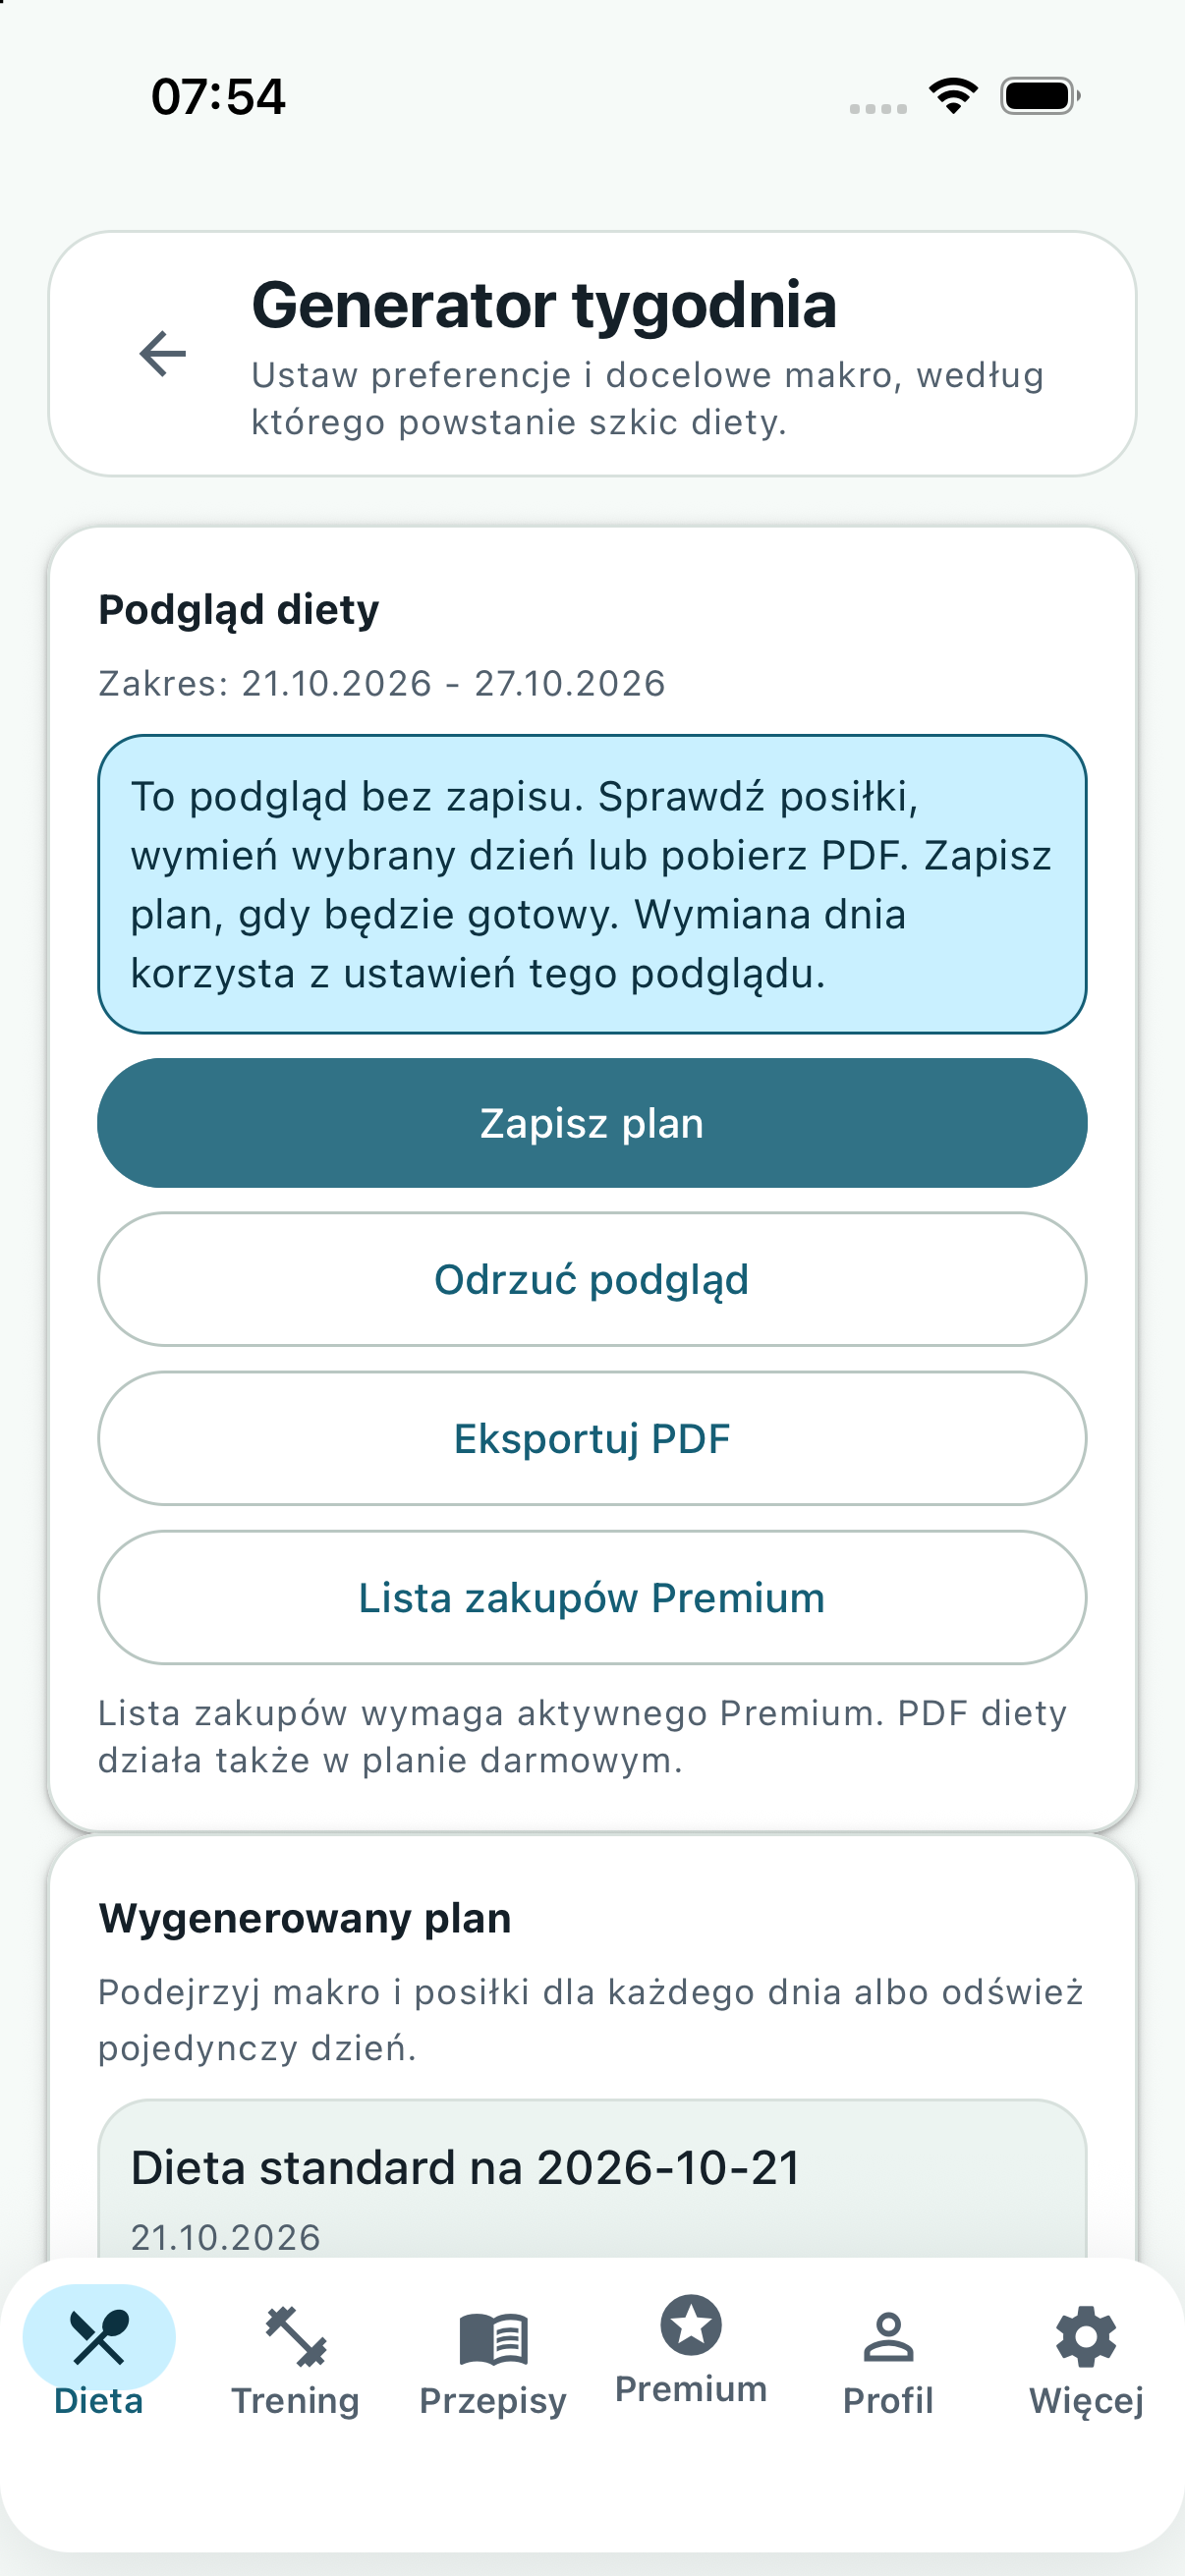 07:54
Generator tygodnia
Ustaw preferencje i docelowe makro, według
którego powstanie szkic diety.
Podgląd diety
Zakres: 21.10.2026 - 27.10.2026
To podgląd bez zapisu. Sprawdź posiłki,
wymień wybrany dzień lub pobierz PDF. Zapisz
plan, gdy będzie gotowy. Wymiana dnia
korzysta z ustawień tego podglądu.
Zapisz plan
Odrzuć podgląd
Eksportuj PDF
Lista zakupów Premium
Lista zakupów wymaga aktywnego Premium. PDF diety
działa także w planie darmowym.
Wygenerowany plan
Podejrzyj makro i posiłki dla każdego dnia albo odśwież
pojedynczy dzień.
Dieta standard na 2026-10-21
21.10.2026
Dieta
Trening
Przepisy
Premium
Profil
Więcej